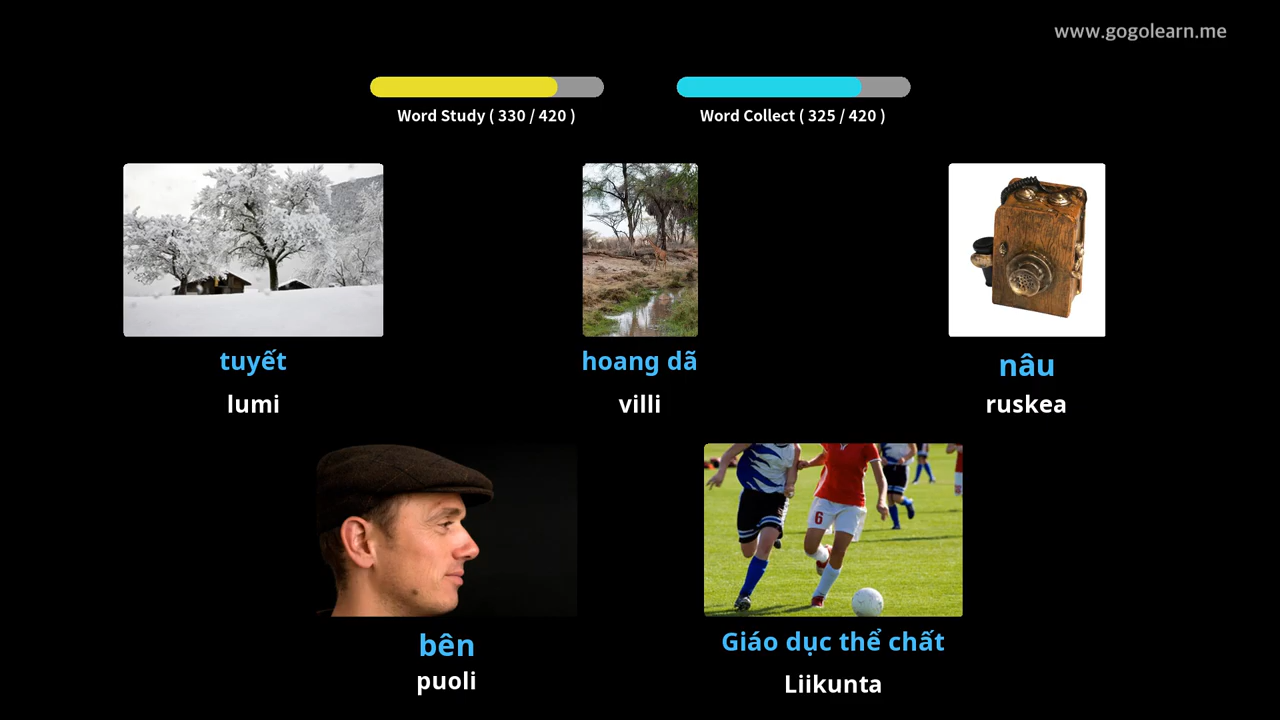 www.gogolearn.me
Word Study ( 330 / 420 )
Word Collect ( 325 / 420 )
tuyết
lumi
hoang dã
villi
nâu
ruskea
bên
puoli
Giáo dục thể chất
Liikunta
6